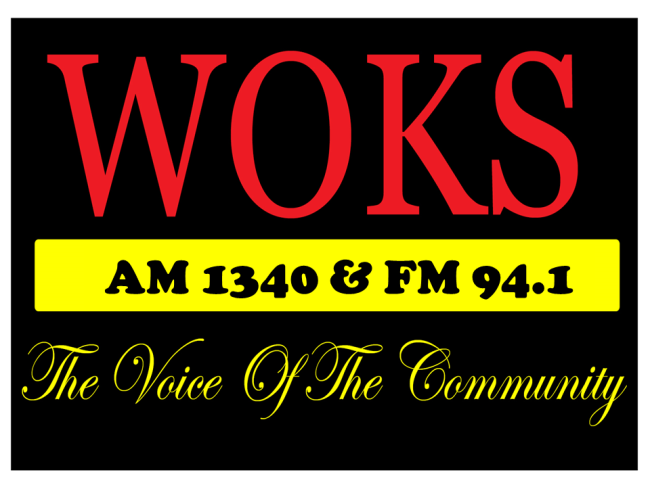 WOKS
AM 1340 & FM 94.1
The Voice Of The Community